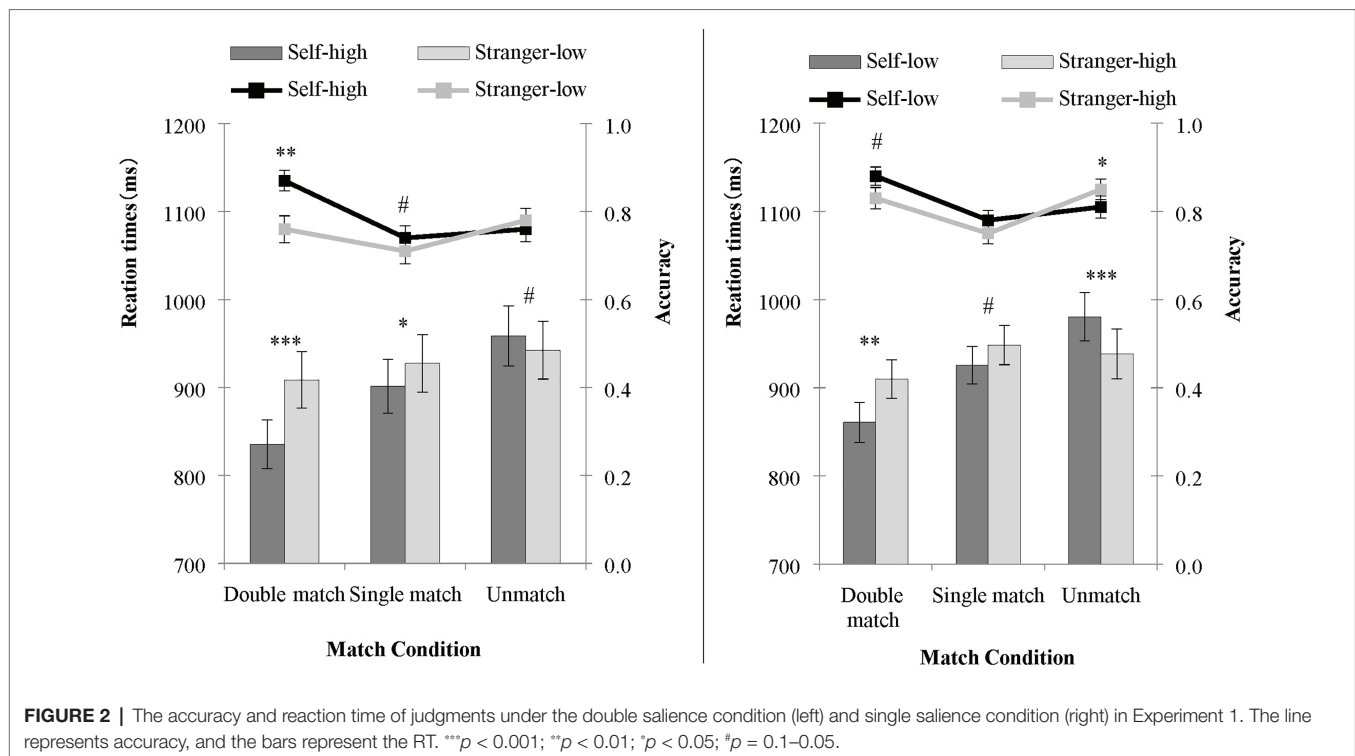 Self-high Stranger-low
Self-high Stranger-low
1200
1100
1000
900
800
700
Reation times (ms)
** # *** * #
1.0
0.8
0.6
0.4
0.2
0.0
Accuracy
Double match Single match Unmatch
Match Condition
Self-low Stranger-high
Self-low Stranger-high
1200
1100
1000
900
800
700
Reation times (ms)
# * ** # ***
1.0
0.8
0.6
0.4
0.2
0.0
Accuracy
Double Single match Unmatch
match
Match Condition
FIGURE 2 | The accuracy and reaction time of judgments under the double salience condition (left) and single salience condition (right) in Experiment 1. The line
represents accuracy, and the bars represent the RT. ***p < 0.001; **p < 0.01; *p < 0.05; #p = 0.1–0.05.